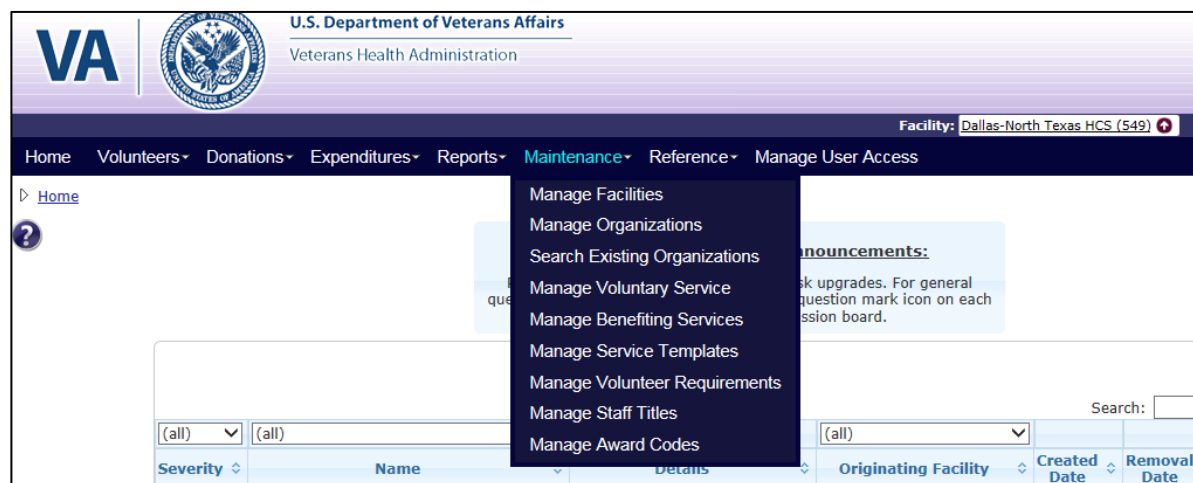 VA
U.S. Department of Veterans Affairs
Veterans Health Administration
Facility: Dallas-North Texas HCS (549)
Home Volunteers Donations Expenditures Reports Maintenance Reference Manage User Access
Home
?
Manage Facilities
Manage Organizations
Search Existing Organizations
Manage Voluntary Service
Manage Benefiting Services
Manage Service Templates
Manage Volunteer Requirements
Manage Staff Titles
Manage Award Codes
nouncements:
sk upgrades. For general
que
question mark icon on each
ssion board.
Search:
(all) (all) (all)
Severity Name Details Originating Facility Created Date Removal Date